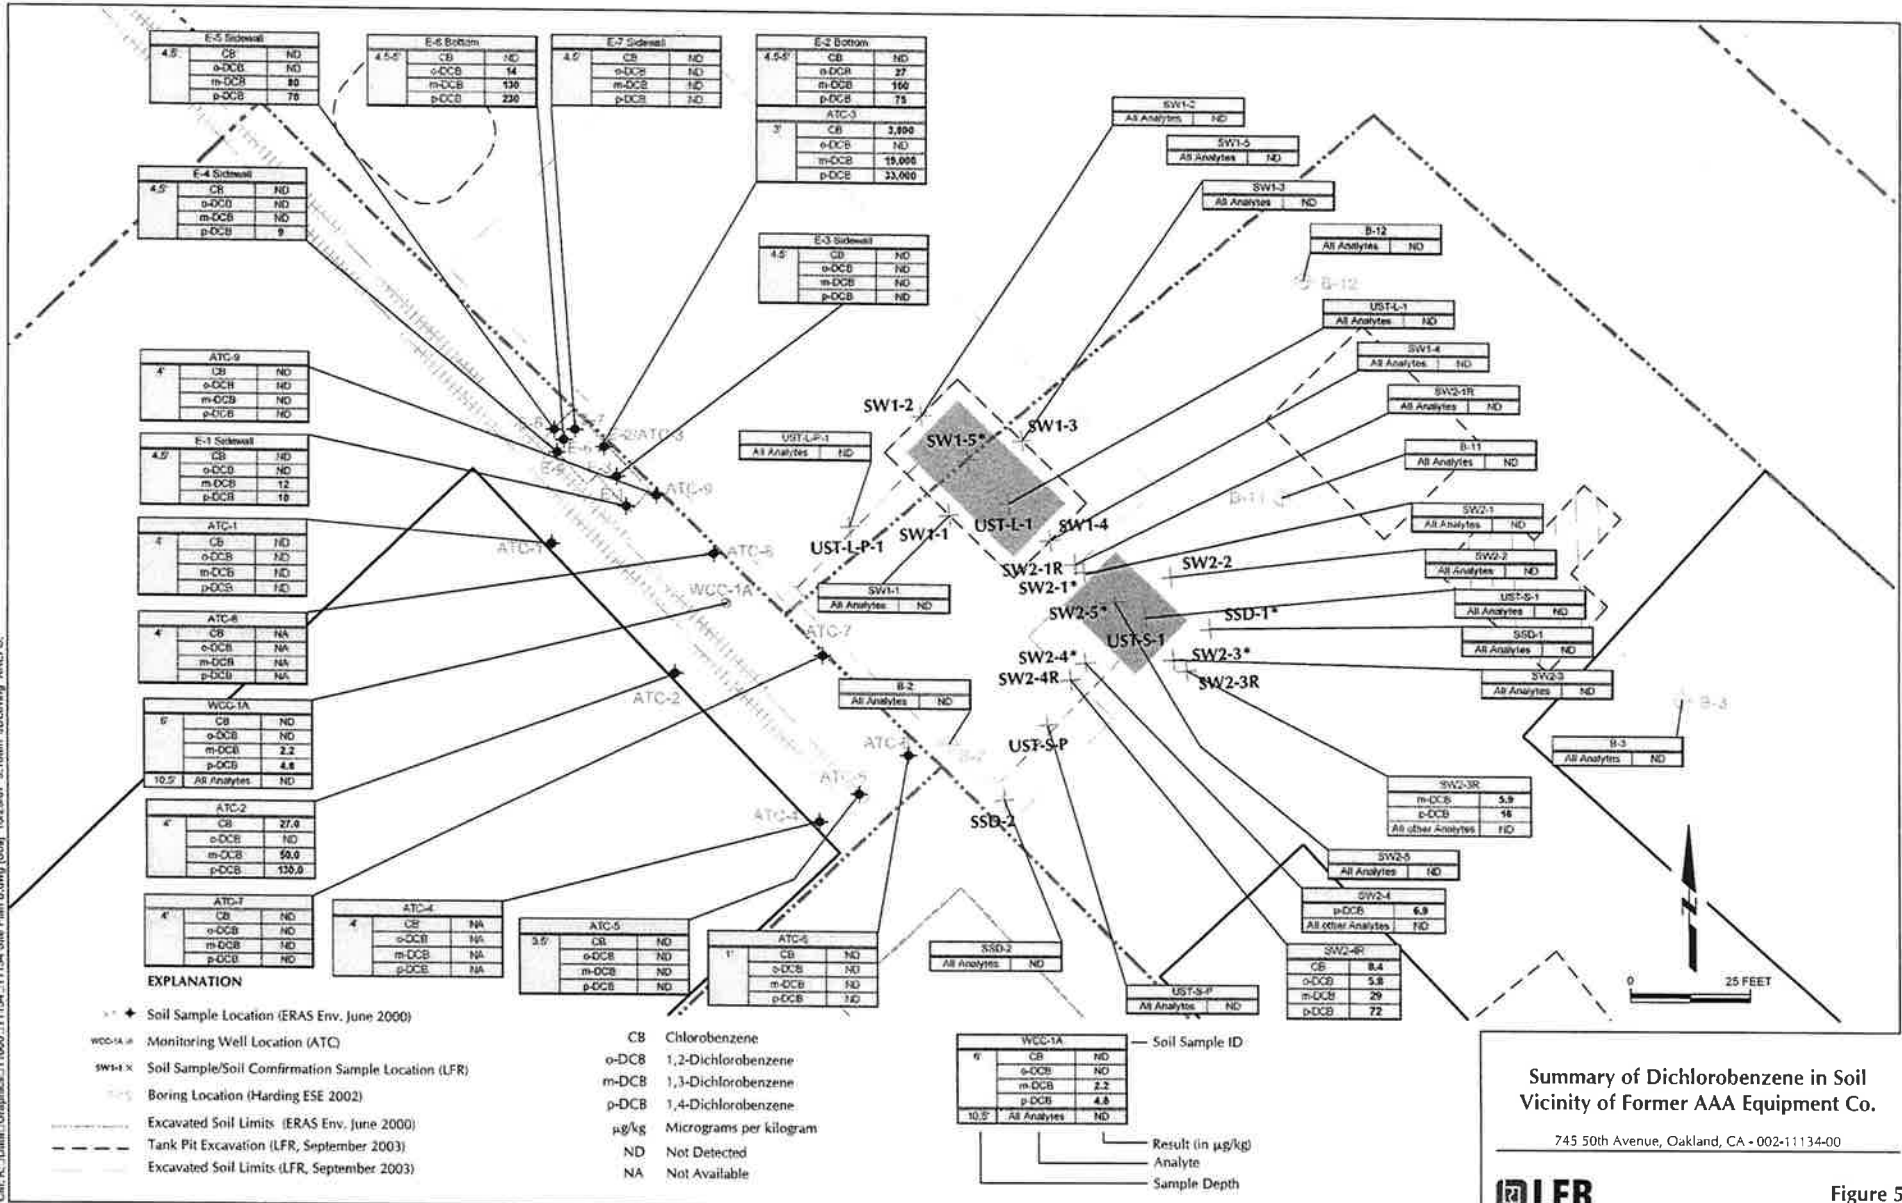 E-5 Sidewall
4.5' CB ND
o-DCB ND
m-DCB 80
p-DCB 78
E-6 Bottom
4.5-5' CB ND
o-DCB 14
m-DCB 130
p-DCB 230
E-7 Sidewall
4.5' CB ND
o-DCB ND
m-DCB ND
p-DCB ND
E-2 Bottom
4.5-5' CB ND
o-DCB 27
m-DCB 160
p-DCB 75
ATC-3
3' CB 3,800
o-DCB ND
m-DCB 19,000
p-DCB 33,000
SW1-2
All Analytes ND
SW1-5
All Analytes ND
SW1-3
All Analytes ND
E-4 Sidewall
4.5' CB ND
o-DCB ND
m-DCB ND
p-DCB 9
E-3 Sidewall
4.5' CB ND
o-DCB ND
m-DCB ND
p-DCB ND
B-12
All Analytes ND
B-12
UST-L-1
All Analytes ND
SW1-4
All Analytes ND
SW2-1R
All Analytes ND
B-11
All Analytes ND
B-11
ATC-9
4' CB ND
o-DCB ND
m-DCB ND
p-DCB ND
E-1 Sidewall
4.5' CB ND
o-DCB ND
m-DCB 12
p-DCB 10
ATC-1
4' CB ND
o-DCB ND
m-DCB ND
p-DCB ND
4' CB NA
o-DCB NA
m-DCB NA
p-DCB NA
WCC-1A
6' CB ND
o-DCB ND
m-DCB 2.2
p-DCB 4.8
10.5' All Analytes ND
ATC-2
4' CB 27.0
o-DCB ND
m-DCB 50.0
p-DCB 130.0
ATC-7
4' CB ND
o-DCB ND
m-DCB ND
p-DCB ND
ATC-4
4' CB NA
o-DCB NA
m-DCB NA
p-DCB NA
ATC-5
3.5' CB ND
o-DCB ND
m-DCB ND
p-DCB ND
1' CB ND
o-DCB ND
m-DCB ND
p-DCB ND
E-2/ATC-3
E-6
E-3
ATC-9
ATC-1
WCC-1A
ATC-7
ATC-2
ATC-5
ATC-4
UST-L-P-1
All Analytes ND
UST-L-P-1
SW1-1
All Analytes ND
SW1-2
SW1-5*
SW1-3
SW1-1
UST-L-1
SW1-4
SW2-1R
SW2-1*
SW2-2
SW2-5*
UST-S-1
SSD-1*
SW2-4*
SW2-4R
SW2-3*
SW2-3R
UST-S-P
SSD-2
B-2
All Analytes ND
SW2-1
All Analytes ND
SW2-2
All Analytes ND
UST-S-1
All Analytes ND
SSD-1
All Analytes ND
SW2-3
All Analytes ND
B-3
B-3
All Analytes ND
SW2-3R
m-DCB 5.9
p-DCB 16
All other Analytes ND
SW2-5
All Analytes ND
SW2-4
p-DCB 6.9
All other Analytes ND
SW2-4R
CB 8.4
o-DCB 5.8
m-DCB 29
p-DCB 72
SSD-2
All Analytes ND
UST-S-P
All Analytes ND
0 25 FEET
EXPLANATION
Soil Sample Location (ERAS Env. June 2000)
WCC-1A Monitoring Well Location (ATC)
SW1-1 Soil Sample/Soil Comfirmation Sample Location (LFR)
Boring Location (Harding ESE 2002)
Excavated Soil Limits (ERAS Env. June 2000)
Tank Pit Excavation (LFR, September 2003)
Excavated Soil Limits (LFR, September 2003)
CB Chlorobenzene
o-DCB 1,2-Dichlorobenzene
m-DCB 1,3-Dichlorobenzene
p-DCB 1,4-Dichlorobenzene
µg/kg Micrograms per kilogram
ND Not Detected
NA Not Available
WCC-1A Soil Sample ID
6' CB ND
o-DCB ND
m-DCB 2.2
p-DCB 4.8
10.5' All Analytes ND
Result (in µg/kg)
Analyte
Sample Depth
Summary of Dichlorobenzene in Soil
Vicinity of Former AAA Equipment Co.
745 50th Avenue, Oakland, CA - 002-11134-00
LFR
Figure 5